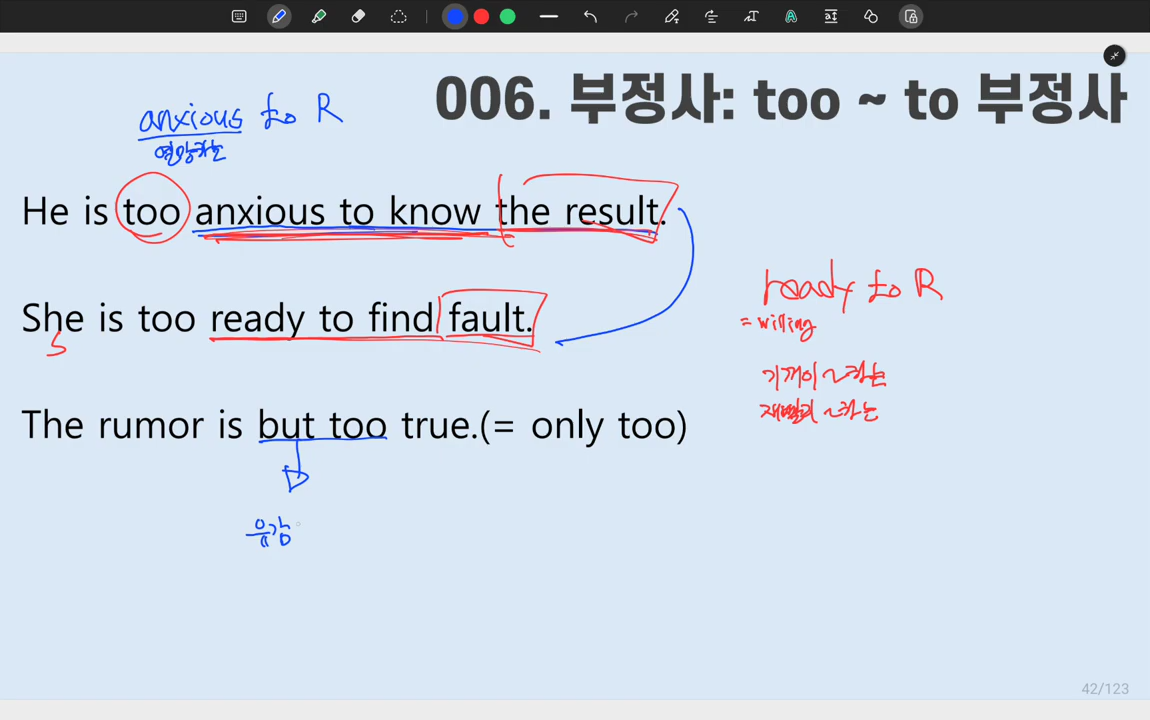 006. 부정사: too ~ to 부정사
anxious to R
열망하는
He is too anxious to know the result.
ready to R
= willing
She is too ready to find fault.
S
기꺼이 ~하는
재빨리 ~하는
The rumor is but too true.(= only too)
유감
42/123